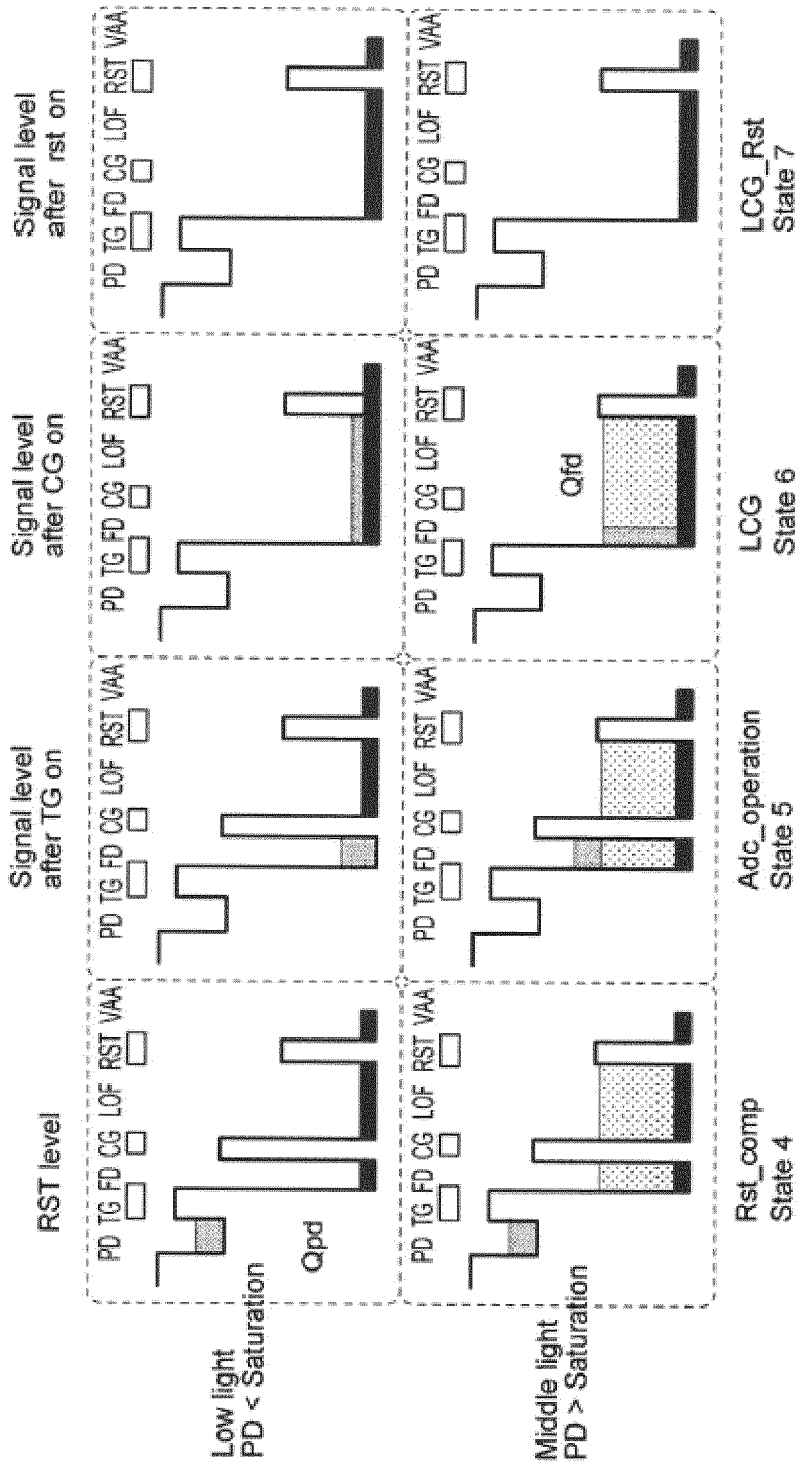 RST level
Signal level
after TG on
Signal level
after CG on
Signal level
after rst on
Low light
PD < Saturation
PD TG FD CG LOF RST VAA
Qpd
PD TG FD CG LOF RST VAA
PD TG FD CG LOF RST VAA
PD TG FD CG LOF RST VAA
Middle light
PD > Saturation
PD TG FD CG LOF RST VAA
PD TG FD CG LOF RST VAA
PD TG FD CG LOF RST VAA
Qfd
PD TG FD CG LOF RST VAA
Rst_comp
State 4
Adc_operation
State 5
LCG
State 6
LCG_Rst
State 7